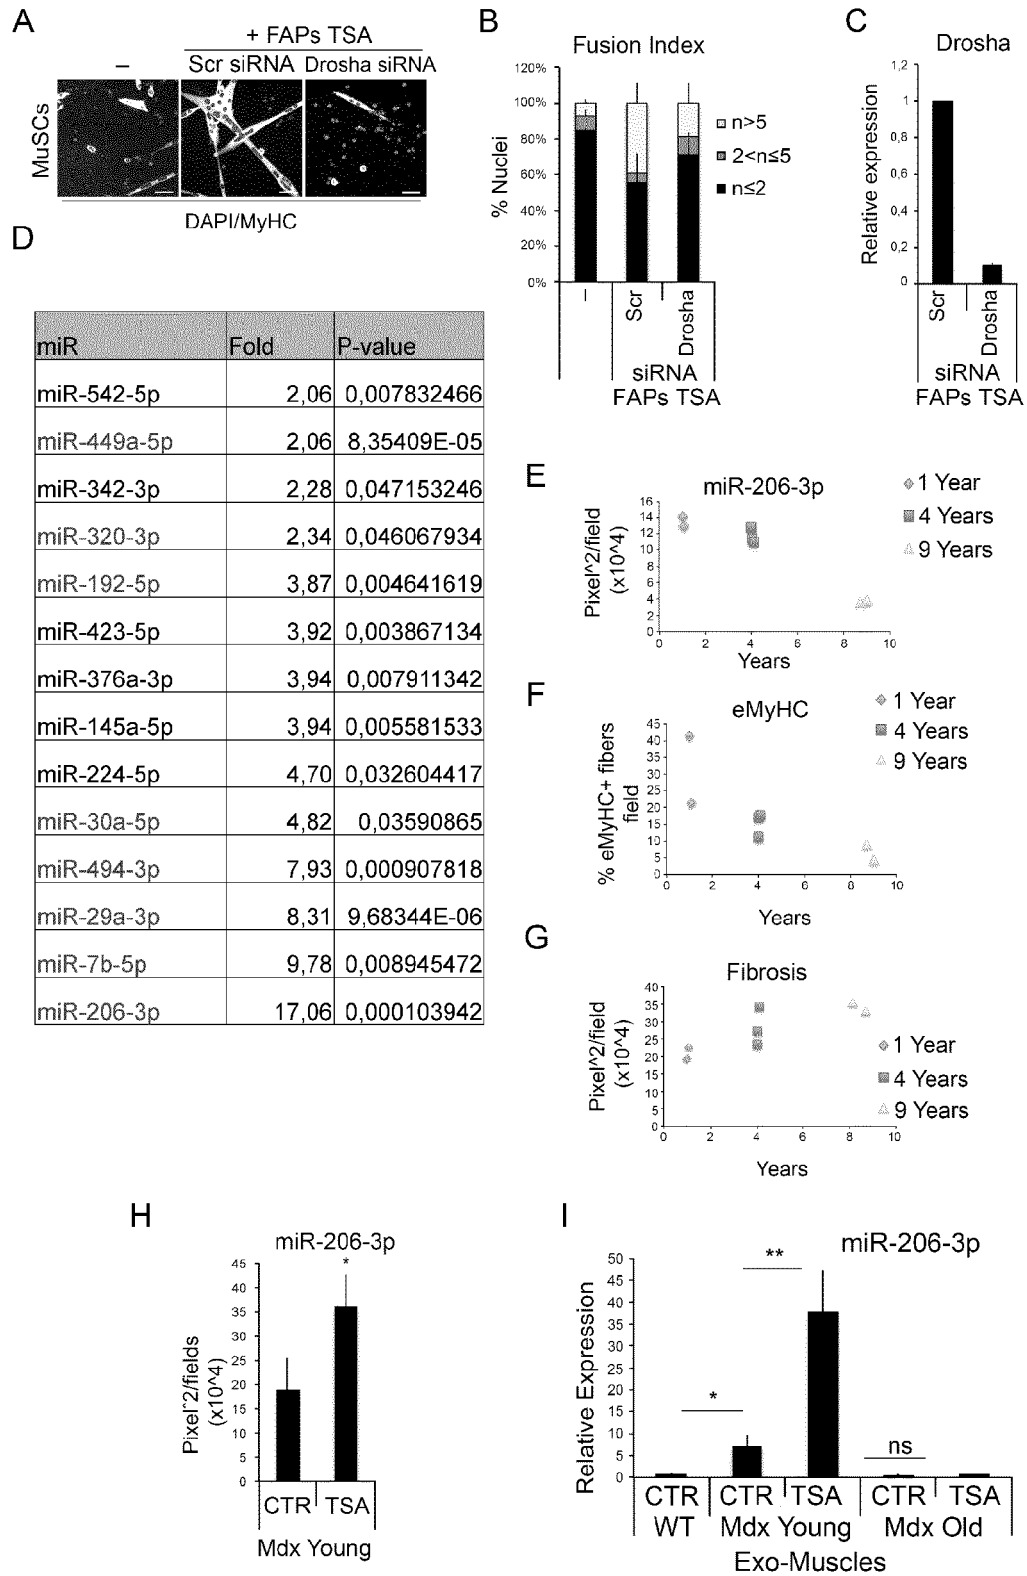 A
+ FAPs TSA
–
Scr siRNA
Drosha siRNA
MuSCs
DAPI/MyHC
B
Fusion Index
% Nuclei
120%
100%
80%
60%
40%
20%
0%
n>5
2<n≤5
n≤2
–
Scr
Drosha
siRNA
FAPs TSA
C
Drosha
Relative expression
1,2
1
0,8
0,6
0,4
0,2
0
Scr
Drosha
siRNA
FAPs TSA
D
miR Fold P-value
miR-542-5p 2,06 0,007832466
miR-449a-5p 2,06 8,35409E-05
miR-342-3p 2,28 0,047153246
miR-320-3p 2,34 0,046067934
miR-192-5p 3,87 0,004641619
miR-423-5p 3,92 0,003867134
miR-376a-3p 3,94 0,007911342
miR-145a-5p 3,94 0,005581533
miR-224-5p 4,70 0,032604417
miR-30a-5p 4,82 0,03590865
miR-494-3p 7,93 0,000907818
miR-29a-3p 8,31 9,68344E-06
miR-7b-5p 9,78 0,008945472
miR-206-3p 17,06 0,000103942
E
miR-206-3p
Pixel^2/field
(x10^4)
16
14
12
10
8
6
4
2
0
0 2 4 6 8 10
Years
1 Year
4 Years
9 Years
F
eMyHC
% eMyHC+ fibers
field
45
40
35
30
25
20
15
10
5
0
0 2 4 6 8 10
Years
1 Year
4 Years
9 Years
G
Fibrosis
Pixel^2/field
(x10^4)
40
35
30
25
20
15
10
5
0
0 2 4 6 8 10
Years
1 Year
4 Years
9 Years
H
miR-206-3p
*
Pixel^2/fields
(x10^4)
45
40
35
30
25
20
15
10
5
0
CTR TSA
Mdx Young
I
miR-206-3p
Relative Expression
50
45
40
35
30
25
20
15
10
5
0
*
**
ns
CTR CTR TSA CTR TSA
WT Mdx Young Mdx Old
Exo-Muscles